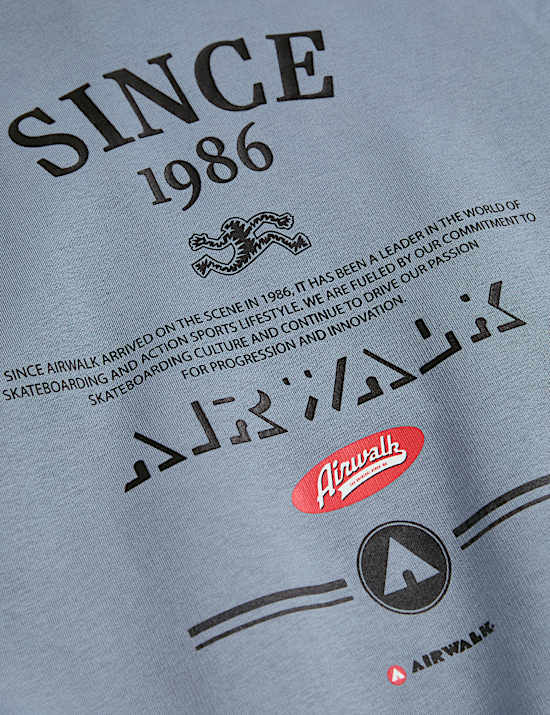 SINCE
1986
SINCE AIRWALK ARRIVED ON THE SCENE IN 1986, IT HAS BEEN A LEADER IN THE WORLD OF
SKATEBOARDING AND ACTION SPORTS LIFESTYLE. WE ARE FUELED BY OUR COMMITMENT TO
SKATEBOARDING CULTURE AND CONTINUE TO DRIVE OUR PASSION
FOR PROGRESSION AND INNOVATION.
AIRWALK
Airwalk
AIRWALK